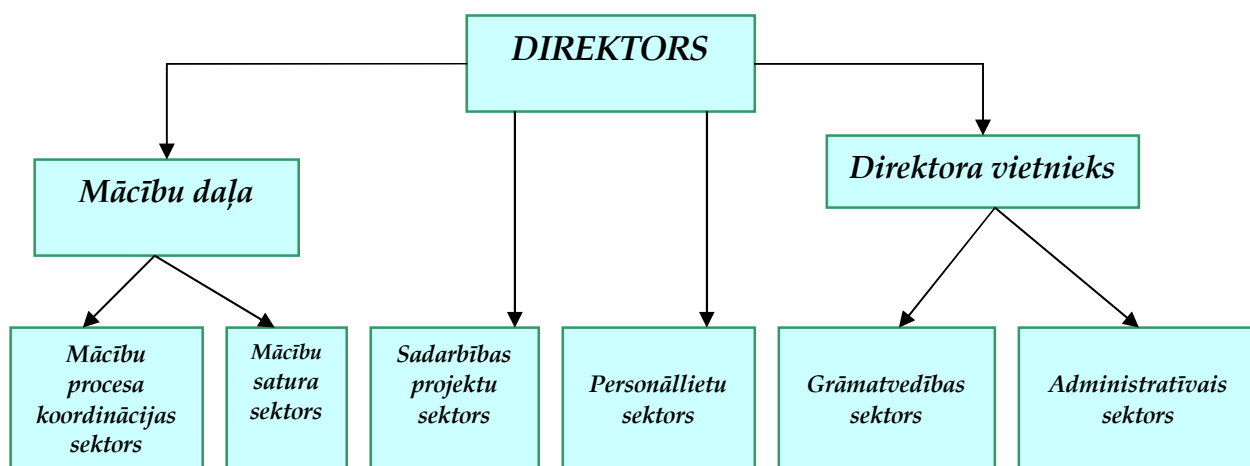 DIREKTORS
Mācību daļa
Direktora vietnieks
Mācību
procesa
koordinācijas
sektors
Mācību
satura
sektors
Sadarbības
projektu
sektors
Personāllietu
sektors
Grāmatvedības
sektors
Administratīvais
sektors